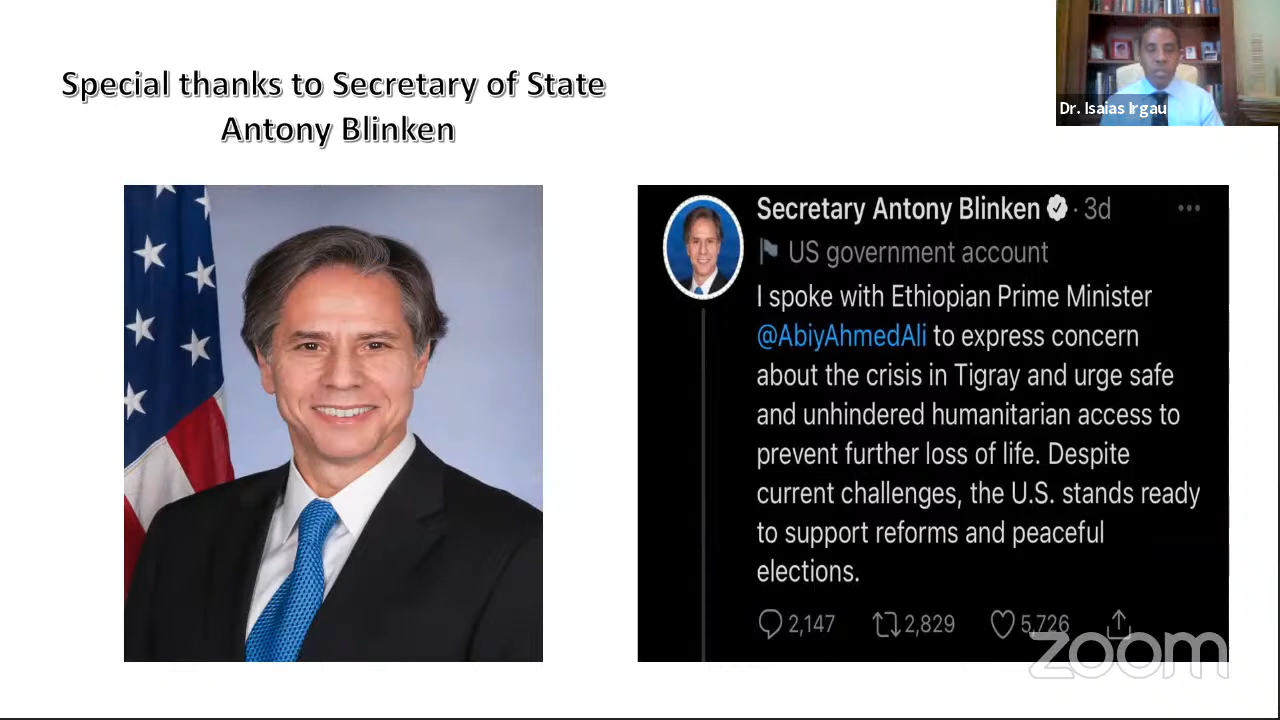 Special thanks to Secretary of State
Antony Blinken
Dr. Isaias Irgau
Secretary Antony Blinken · 3d
US government account
I spoke with Ethiopian Prime Minister
@AbiyAhmedAli to express concern
about the crisis in Tigray and urge safe
and unhindered humanitarian access to
prevent further loss of life. Despite
current challenges, the U.S. stands ready
to support reforms and peaceful
elections.
2,147 2,829 5,726
zoom